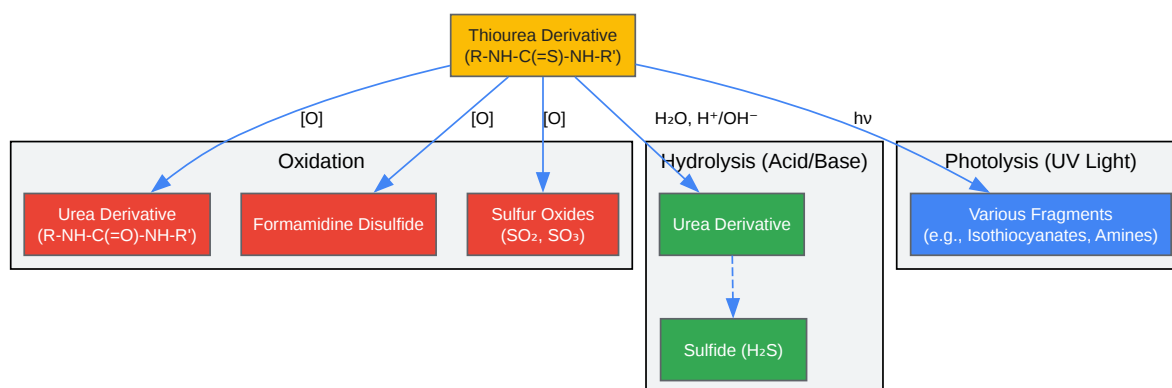 Thiourea Derivative
(R-NH-C(=S)-NH-R')
[O]
[O]
[O]
H₂O, H⁺/OH⁻
hν
Oxidation
Hydrolysis (Acid/Base)
Photolysis (UV Light)
Urea Derivative
(R-NH-C(=O)-NH-R')
Formamidine Disulfide
Sulfur Oxides
(SO₂, SO₃)
Urea Derivative
Various Fragments
(e.g., Isothiocyanates, Amines)
Sulfide (H₂S)